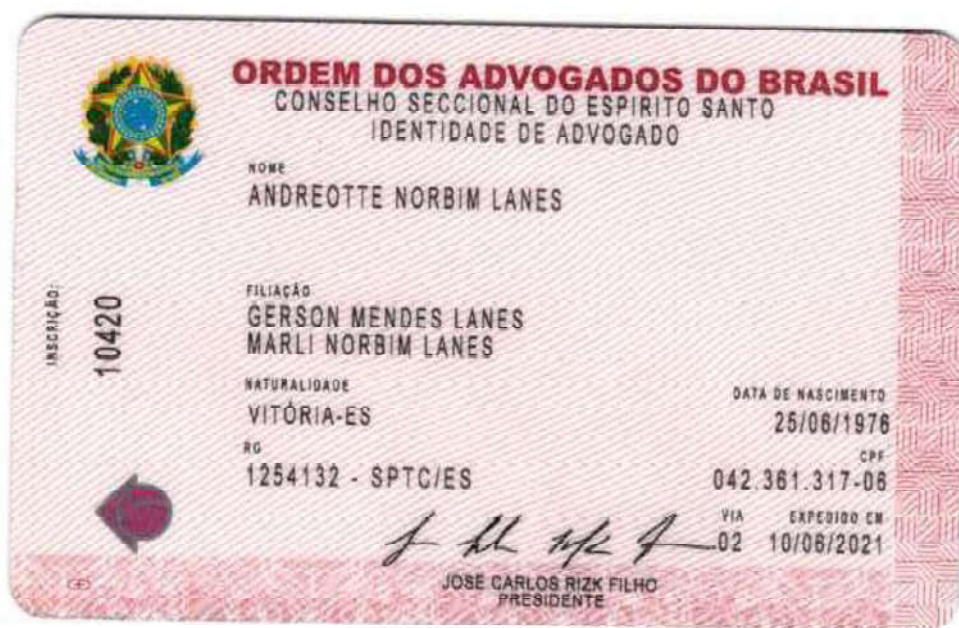 ORDEM DOS ADVOGADOS DO BRASIL
CONSELHO SECCIONAL DO ESPIRITO SANTO
IDENTIDADE DE ADVOGADO
NOME
ANDREOTTE NORBIM LANES
INSCRIÇÃO:
10420
FILIAÇÃO
GERSON MENDES LANES
MARLI NORBIM LANES
NATURALIDADE
VITÓRIA-ES
DATA DE NASCIMENTO
25/06/1976
RG
1254132 - SPTC/ES
CPF
042.361.317-06
VIA
02
EXPEDIDO EM
10/06/2021
JOSE CARLOS RIZK FILHO
PRESIDENTE